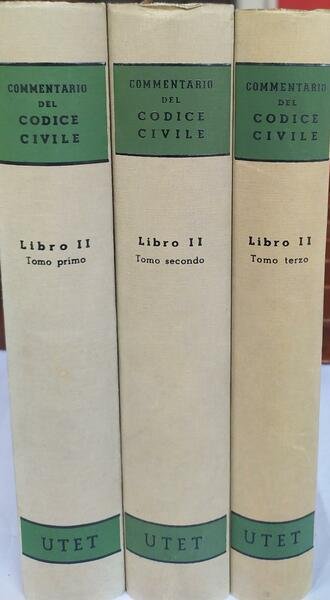 COMMENTARIO
DEL
CODICE
CIVILE
Libro II
Tomo primo
UTET
COMMENTARIO
DEL
CODICE
CIVILE
Libro II
Tomo secondo
UTET
COMMENTARIO
DEL
CODICE
CIVILE
Libro II
Tomo terzo
UTET